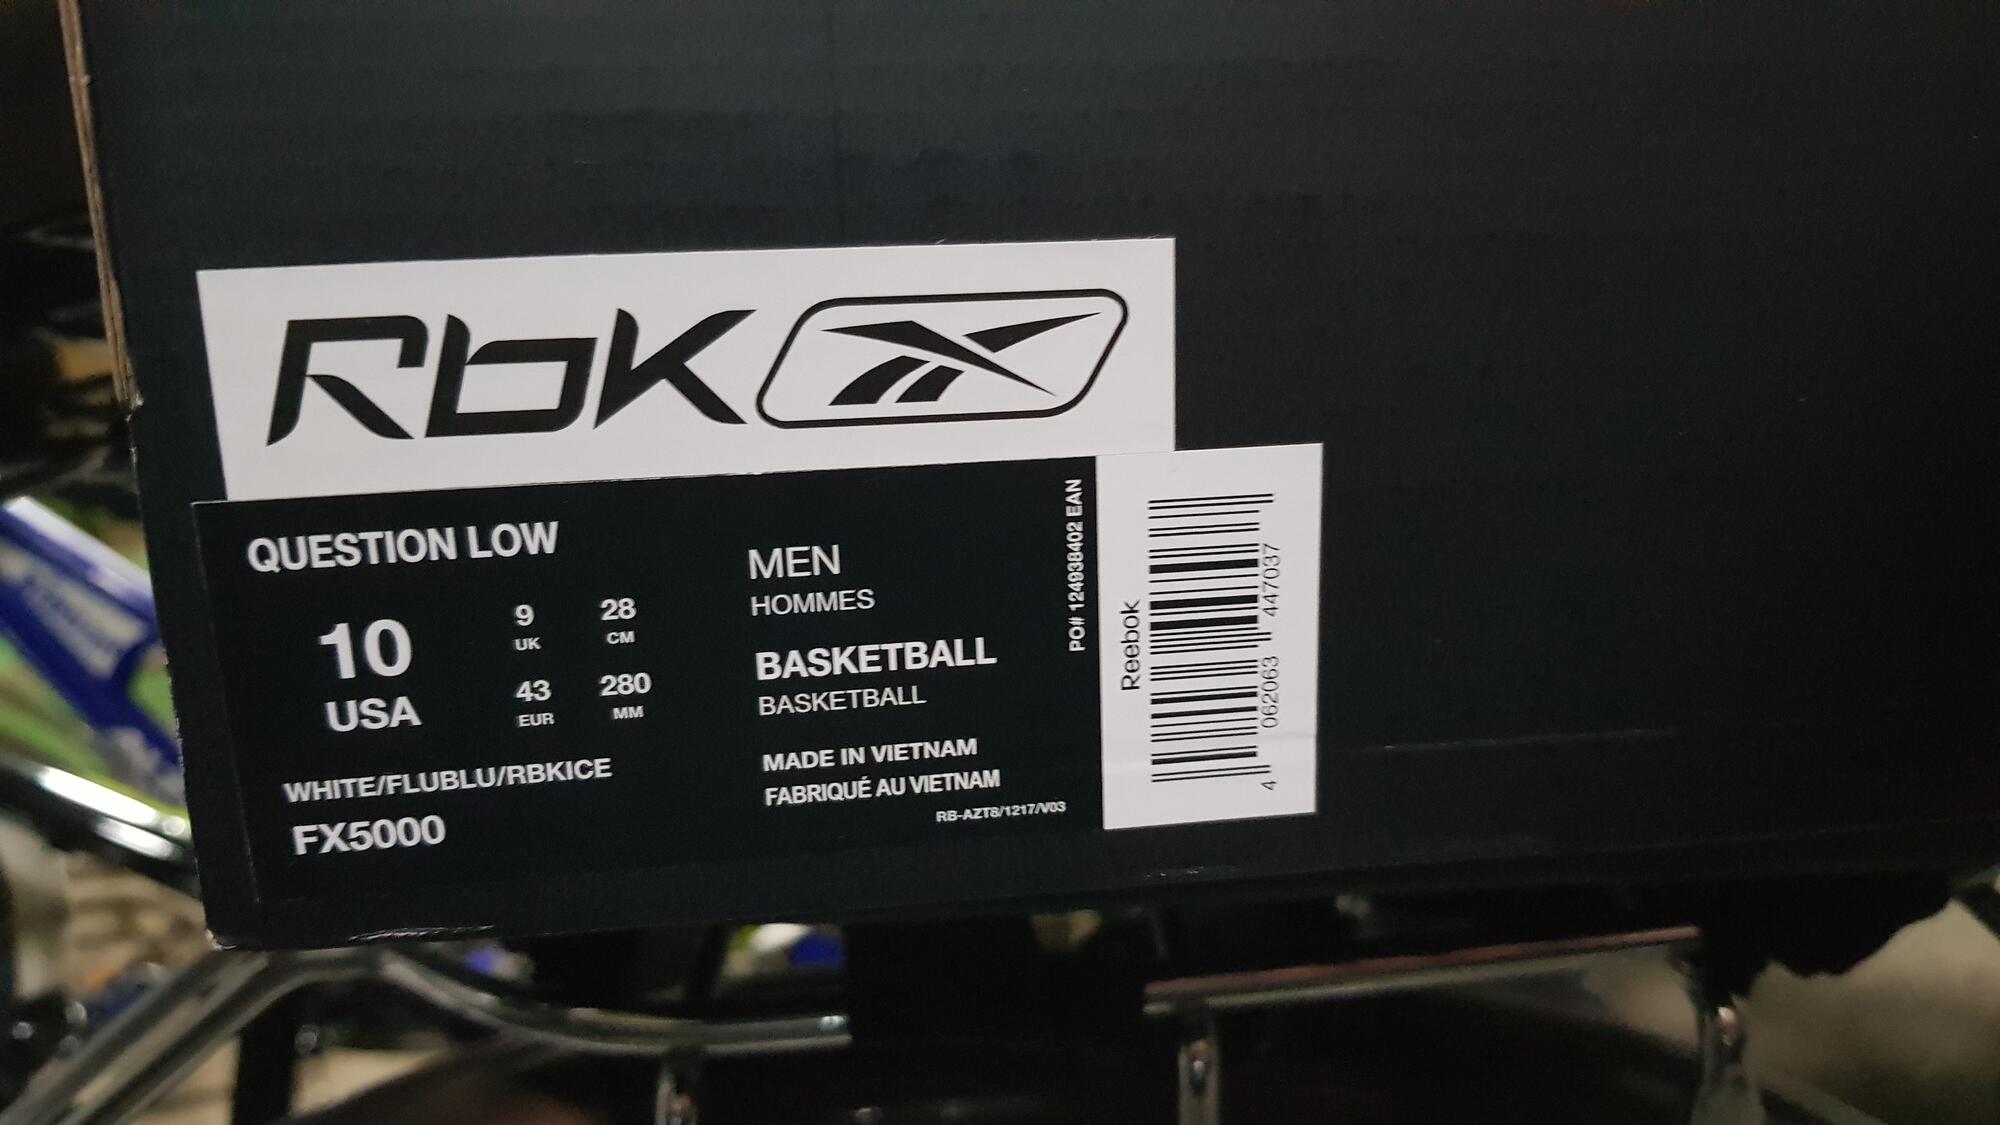 Rbk
QUESTION LOW
10
USA
9
UK
28
CM
43
EUR
280
MM
WHITE/FLUBLU/RBKICE
FX5000
MEN
HOMMES
BASKETBALL
BASKETBALL
MADE IN VIETNAM
FABRIQUÉ AU VIETNAM
RB-AZT8/1217/V03
PO# 124938402 EAN
Reebok
4 062063 447037